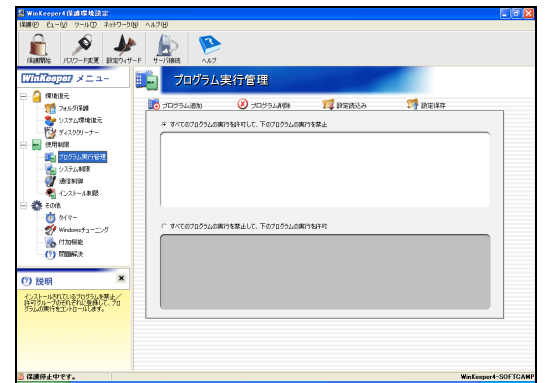 WinKeeper4保護環境設定
保護(P) ビュー(V) ツール(T) ネットワーク(N) ヘルプ(H)
保護開始 パスワード変更 設定ウィザード サーバ接続 ヘルプ
WinKeeper メニュー
プログラム実行管理
プログラム追加 プログラム削除 設定読込み 設定保存
環境復元
フォルダ保護
システム環境復元
ディスククリーナー
使用制限
プログラム実行管理
システム制限
通信制御
インストール制限
その他
タイマー
Windowsチューニング
付加機能
問題解決
すべてのプログラムの実行を許可して、下のプログラムの実行を禁止
すべてのプログラムの実行を禁止して、下のプログラムの実行を許可
説明
インストールされているプログラムを禁止/
許可グループのそれぞれに登録して、プロ
グラムの実行をコントロールします。
保護停止中です。
WinKeeper4-SOFTCAMP